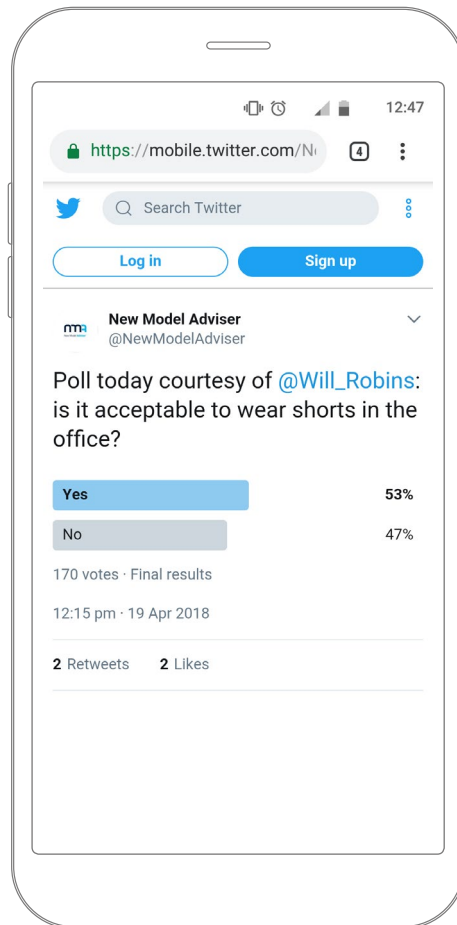 12:47
https://mobile.twitter.com/N
4
Search Twitter
Log in
Sign up
New Model Adviser
@NewModelAdviser
Poll today courtesy of @Will_Robins:
is it acceptable to wear shorts in the
office?
Yes 53%
No 47%
170 votes · Final results
12:15 pm · 19 Apr 2018
2 Retweets 2 Likes